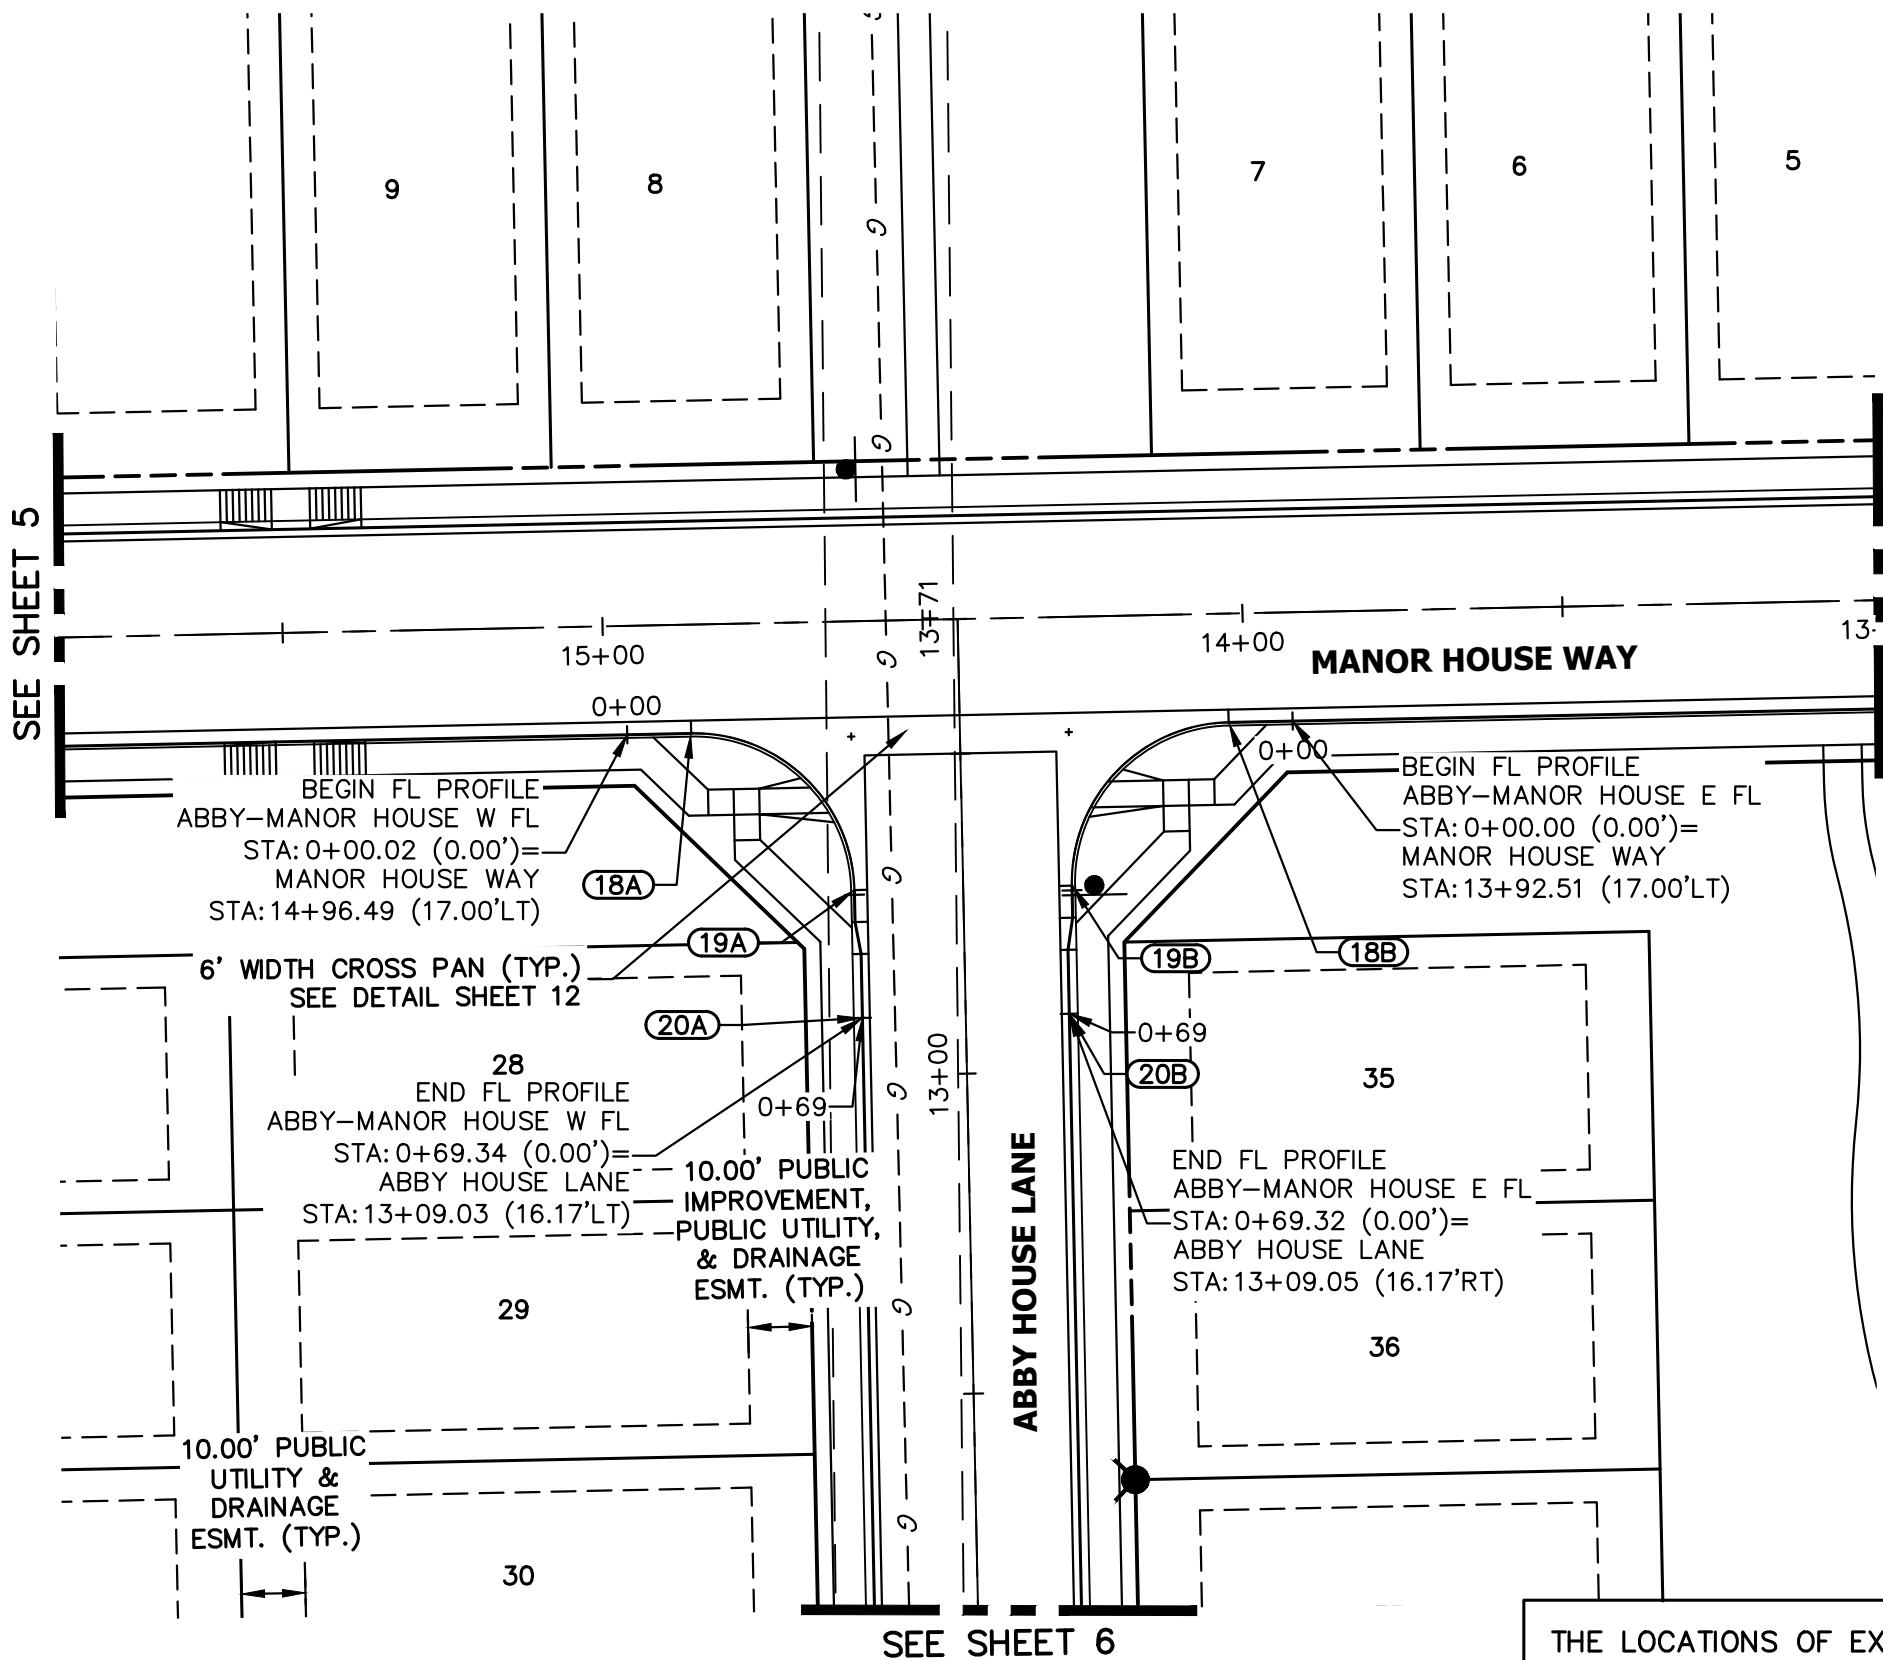 9
8
7
6
5
G
G
G
G
G
G
G
G
SEE SHEET 5
13+71
15+00
14+00
13-
MANOR HOUSE WAY
0+00
0+00
BEGIN FL PROFILE
ABBY-MANOR HOUSE W FL
STA:0+00.02 (0.00')=
MANOR HOUSE WAY
STA:14+96.49 (17.00'LT)
18A
19A
6' WIDTH CROSS PAN (TYP.)
SEE DETAIL SHEET 12
20A
BEGIN FL PROFILE
ABBY-MANOR HOUSE E FL
STA:0+00.00 (0.00')=
MANOR HOUSE WAY
STA:13+92.51 (17.00'LT)
18B
19B
0+69
20B
28
END FL PROFILE
ABBY-MANOR HOUSE W FL
STA:0+69.34 (0.00')=
ABBY HOUSE LANE
STA:13+09.03 (16.17'LT)
0+69
13+00
35
10.00' PUBLIC
IMPROVEMENT,
PUBLIC UTILITY,
& DRAINAGE
ESMT. (TYP.)
ABBY HOUSE LANE
END FL PROFILE
ABBY-MANOR HOUSE E FL
STA:0+69.32 (0.00')=
ABBY HOUSE LANE
STA:13+09.05 (16.17'RT)
29
36
10.00' PUBLIC
UTILITY &
DRAINAGE
ESMT. (TYP.)
30
SEE SHEET 6
THE LOCATIONS OF EX